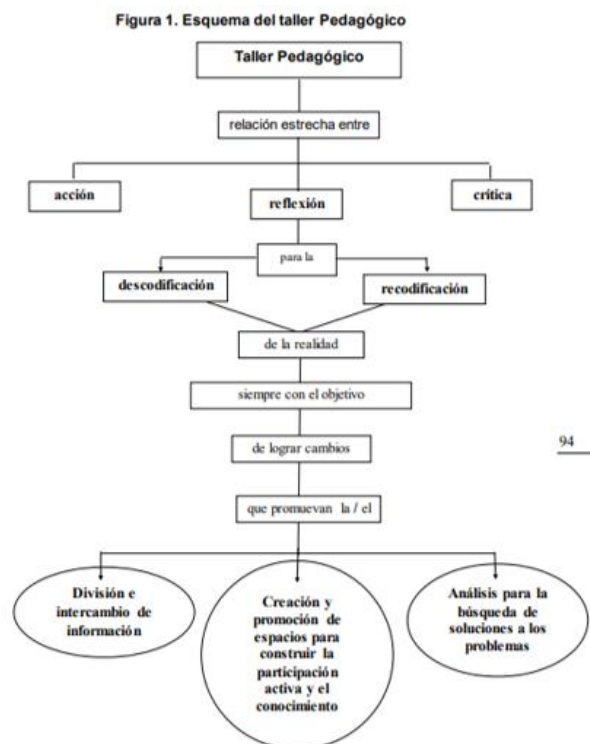 Figura 1. Esquema del taller Pedagógico
Taller Pedagógico
relación estrecha entre
acción
reflexión
crítica
para la
descodificación
recodificación
de la realidad
siempre con el objetivo
de lograr cambios
94
que promuevan la / el
División e
intercambio de
información
Creación y
promoción de
espacios para
construir la
participación
activa y el
conocimiento
Análisis para la
búsqueda de
soluciones a los
problemas